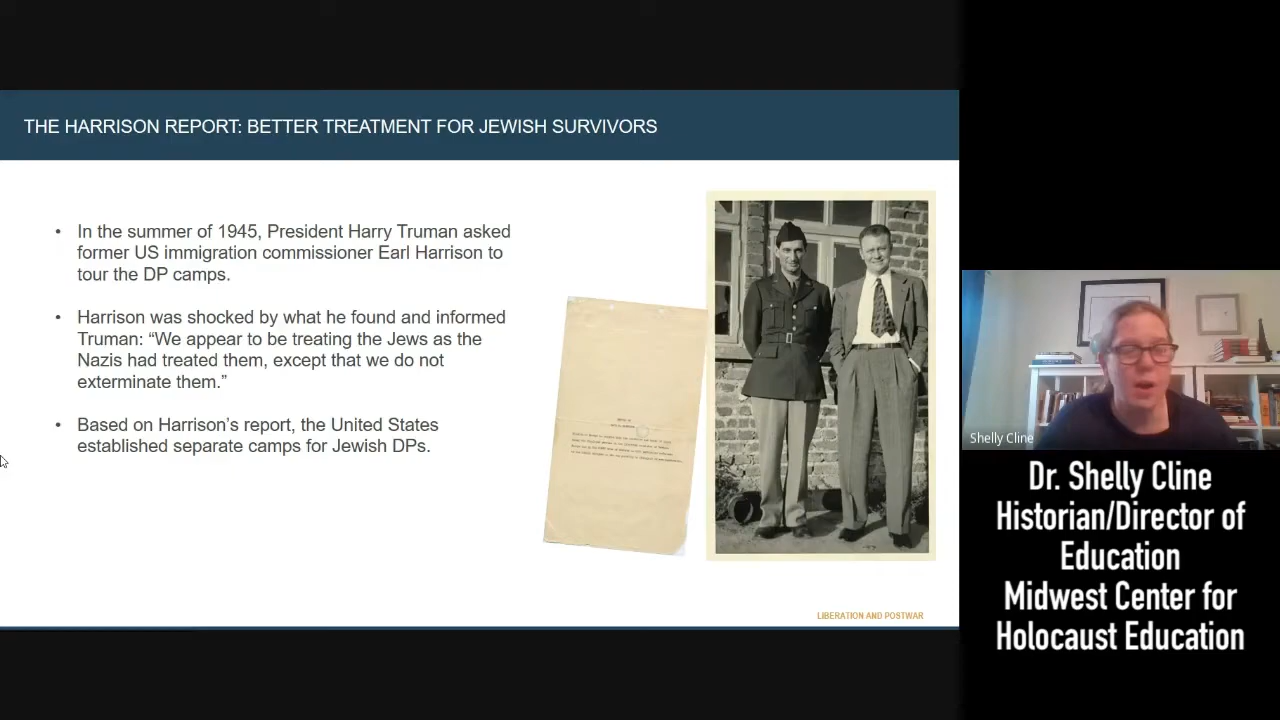 THE HARRISON REPORT: BETTER TREATMENT FOR JEWISH SURVIVORS
• In the summer of 1945, President Harry Truman asked
former US immigration commissioner Earl Harrison to
tour the DP camps.
• Harrison was shocked by what he found and informed
Truman: “We appear to be treating the Jews as the
Nazis had treated them, except that we do not
exterminate them.”
• Based on Harrison’s report, the United States
established separate camps for Jewish DPs.
LIBERATION AND POSTWAR
Shelly Cline
Dr. Shelly Cline
Historian/Director of
Education
Midwest Center for
Holocaust Education